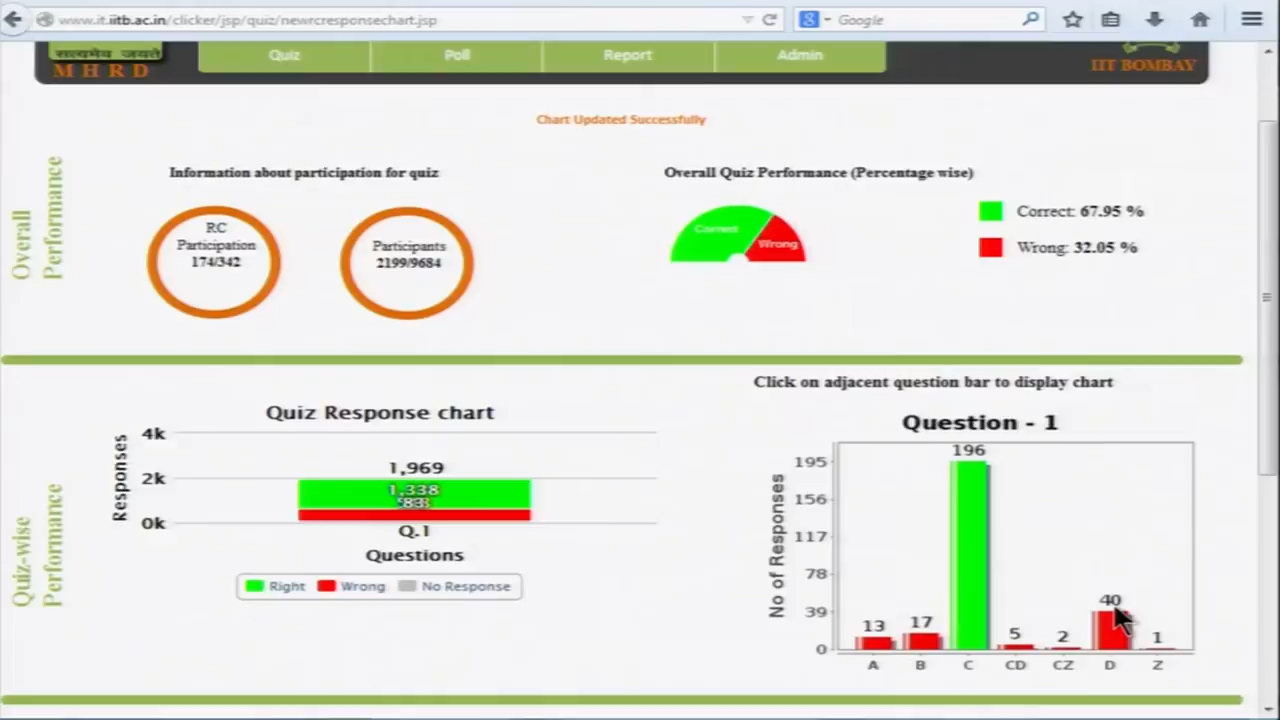 www.it.iitb.ac.in/clicker/jsp/quiz/newrcresponsechart.jsp
Google
सत्यमेव जयते
M H R D
Quiz
Poll
Report
Admin
IIT BOMBAY
Chart Updated Successfully
Overall
Performance
Information about participation for quiz
RC
Participation
174/342
Participants
2199/9684
Overall Quiz Performance (Percentage wise)
Correct
Wrong
Correct: 67.95 %
Wrong: 32.05 %
Quiz-wise
Performance
Quiz Response chart
Responses
4k
2k
0k
1,969
1,338
Q.1
Questions
Right
Wrong
No Response
Click on adjacent question bar to display chart
Question - 1
No of Responses
195
156
117
78
39
0
13
17
196
5
2
40
1
A
B
C
CD
CZ
D
Z